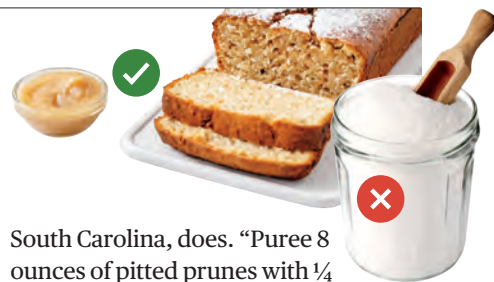 South Carolina, does. “Puree 8
ounces of pitted prunes with ¼